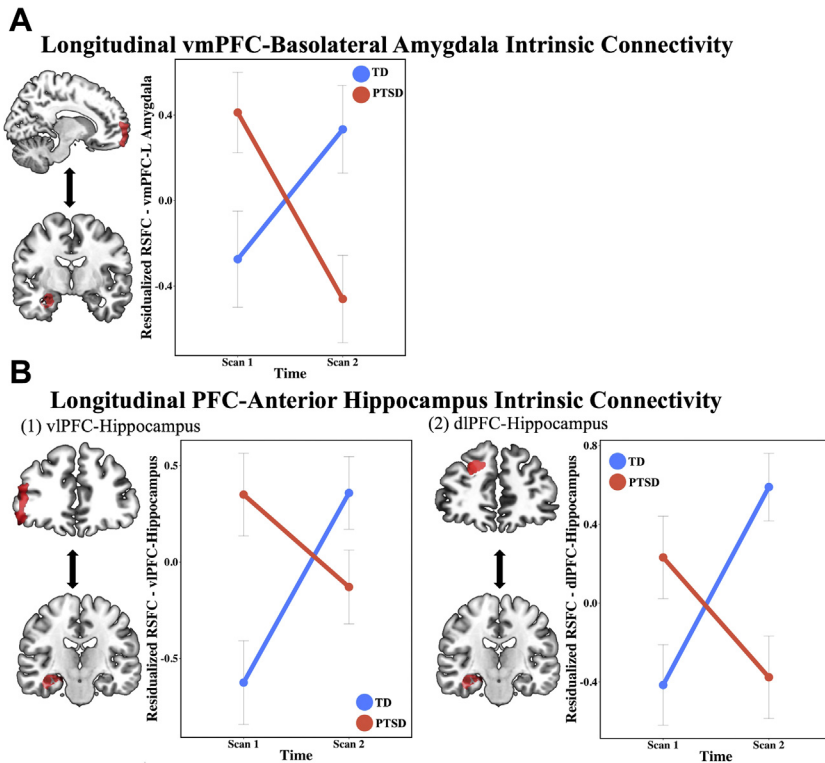 A
Longitudinal vmPFC-Basolateral Amygdala Intrinsic Connectivity
Residualized RSFC - vmPFC-L Amygdala
0.4
0.0
-0.4
TD
PTSD
Scan 1
Scan 2
Time
B
Longitudinal PFC-Anterior Hippocampus Intrinsic Connectivity
(1) vlPFC-Hippocampus
Residualized RSFC - vlPFC-Hippocampus
0.5
0.0
-0.5
TD
PTSD
Scan 1
Scan 2
Time
(2) dlPFC-Hippocampus
Residualized RSFC - dlPFC-Hippocampus
0.8
0.4
0.0
-0.4
TD
PTSD
Scan 1
Scan 2
Time